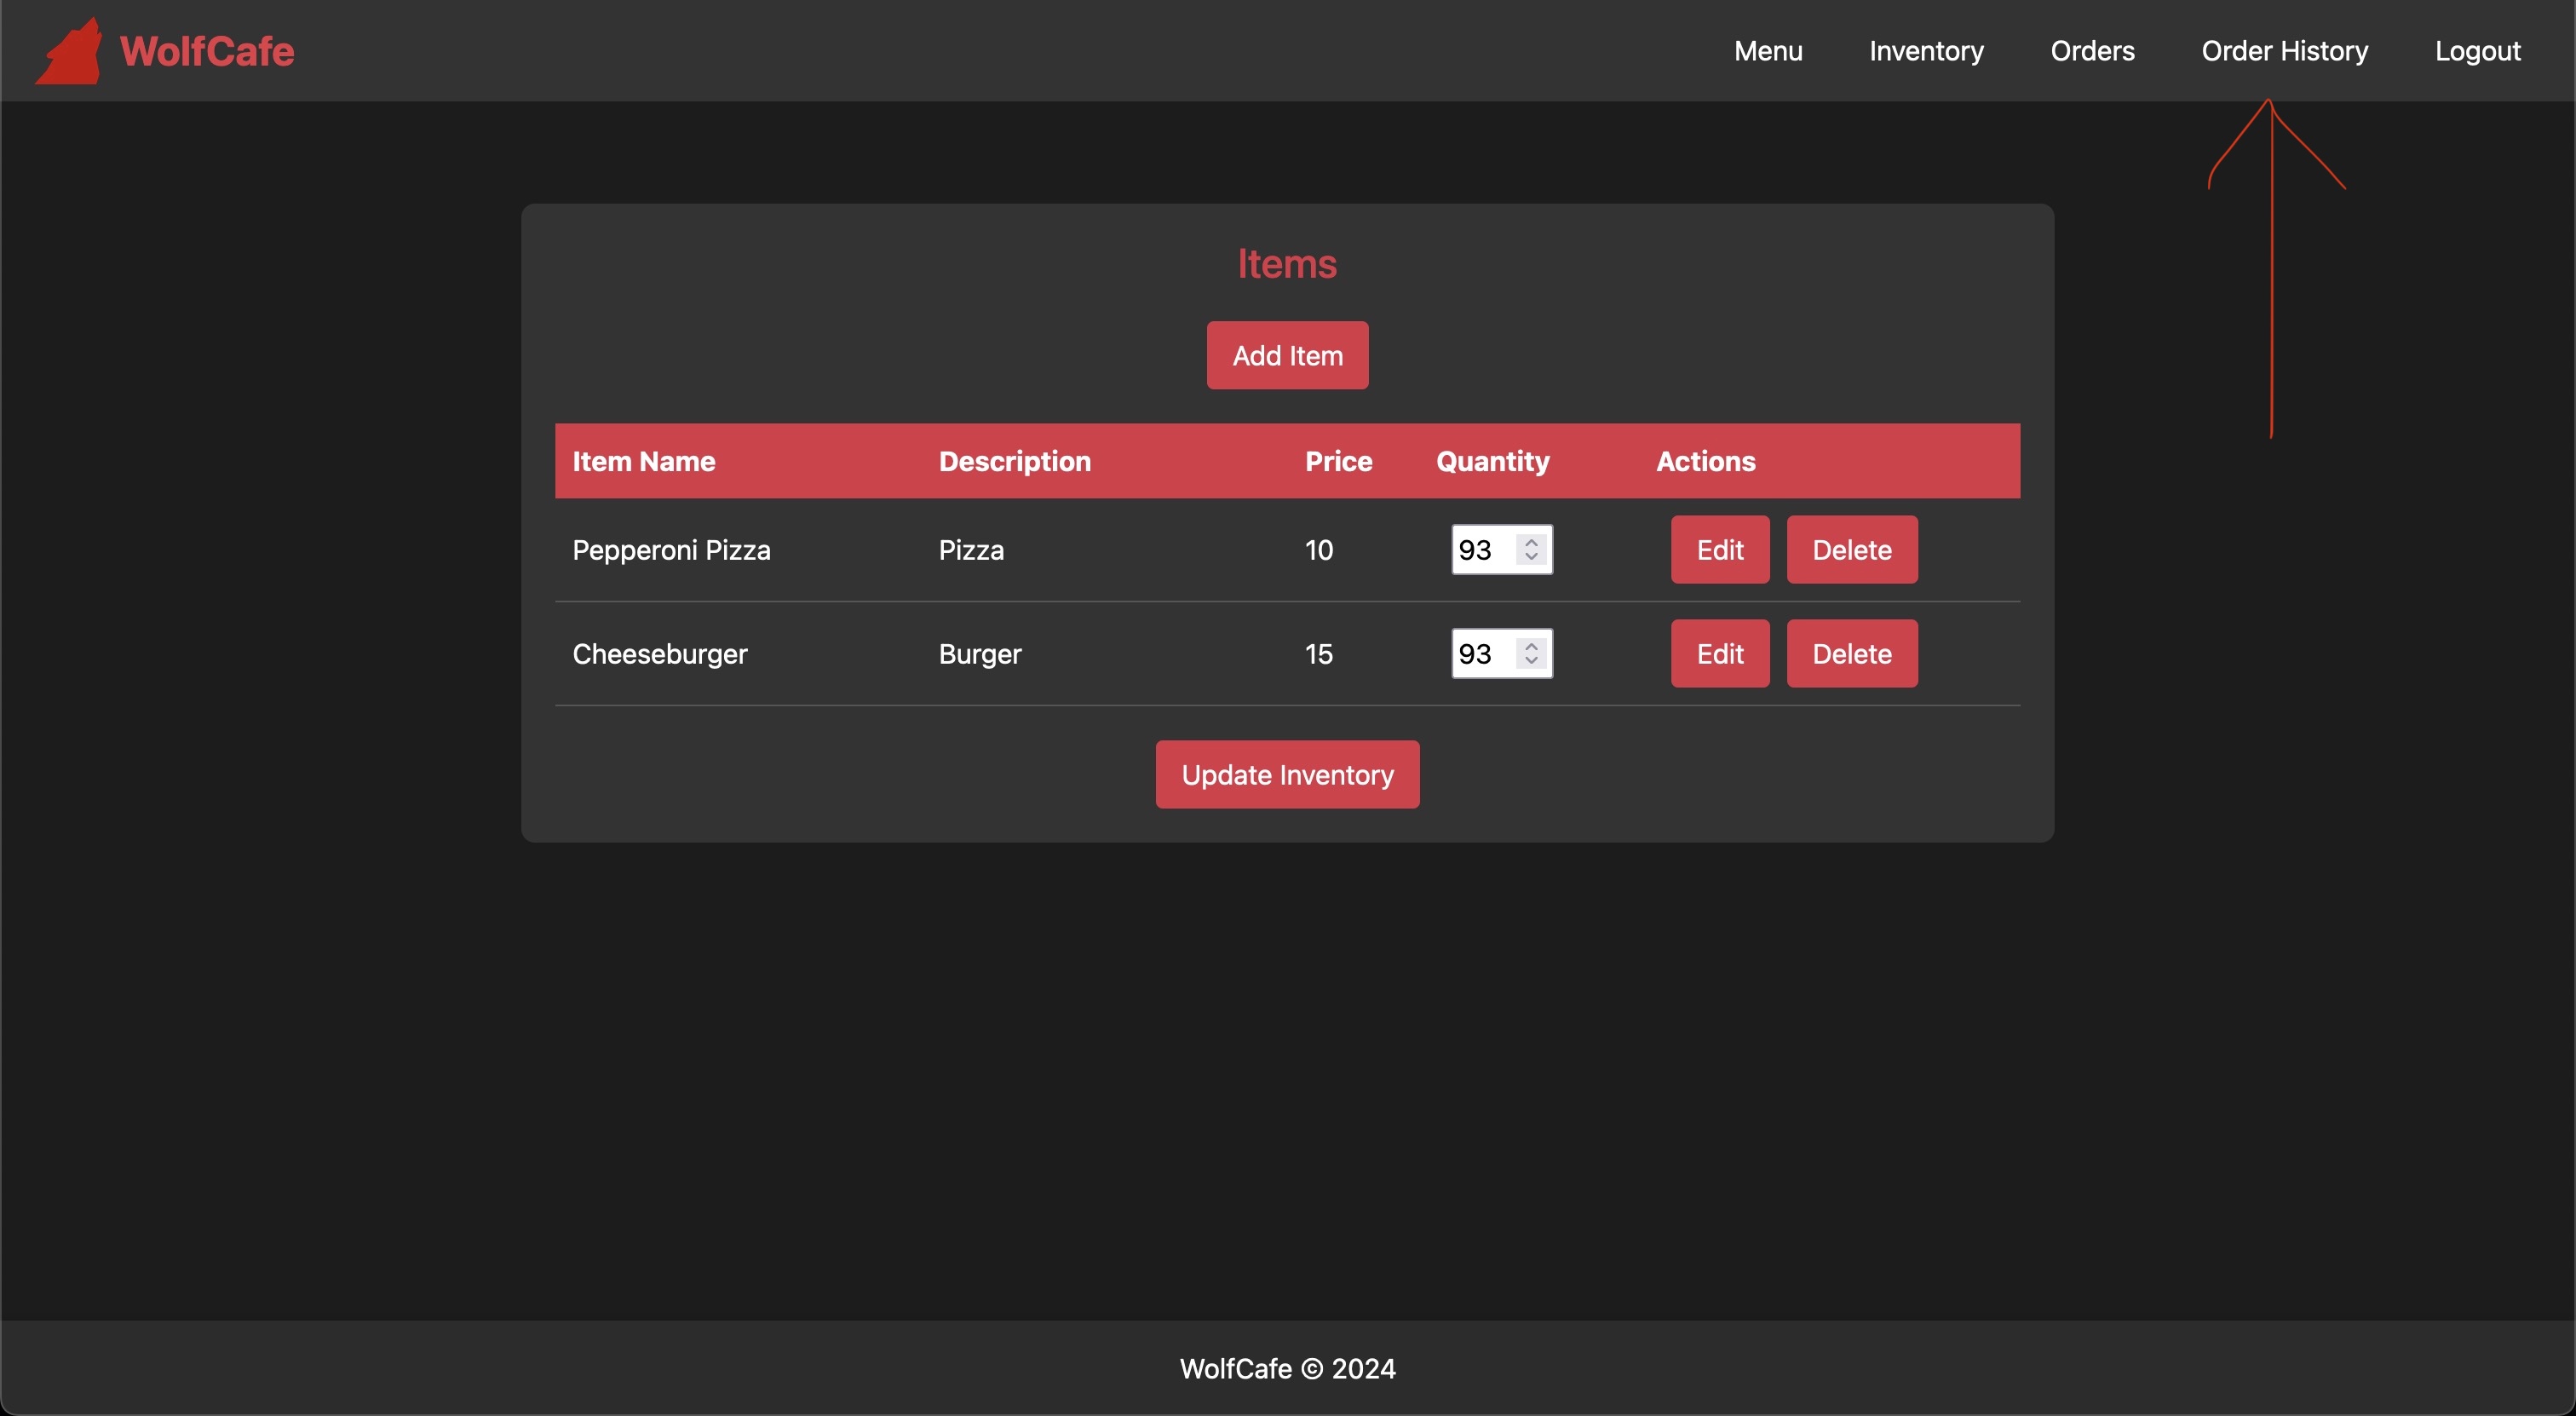 WolfCafe
Menu Inventory Orders Order History Logout
Items
Add Item
Item Name Description Price Quantity Actions
Pepperoni Pizza Pizza 10 93 Edit Delete
Cheeseburger Burger 15 93 Edit Delete
Update Inventory
WolfCafe © 2024